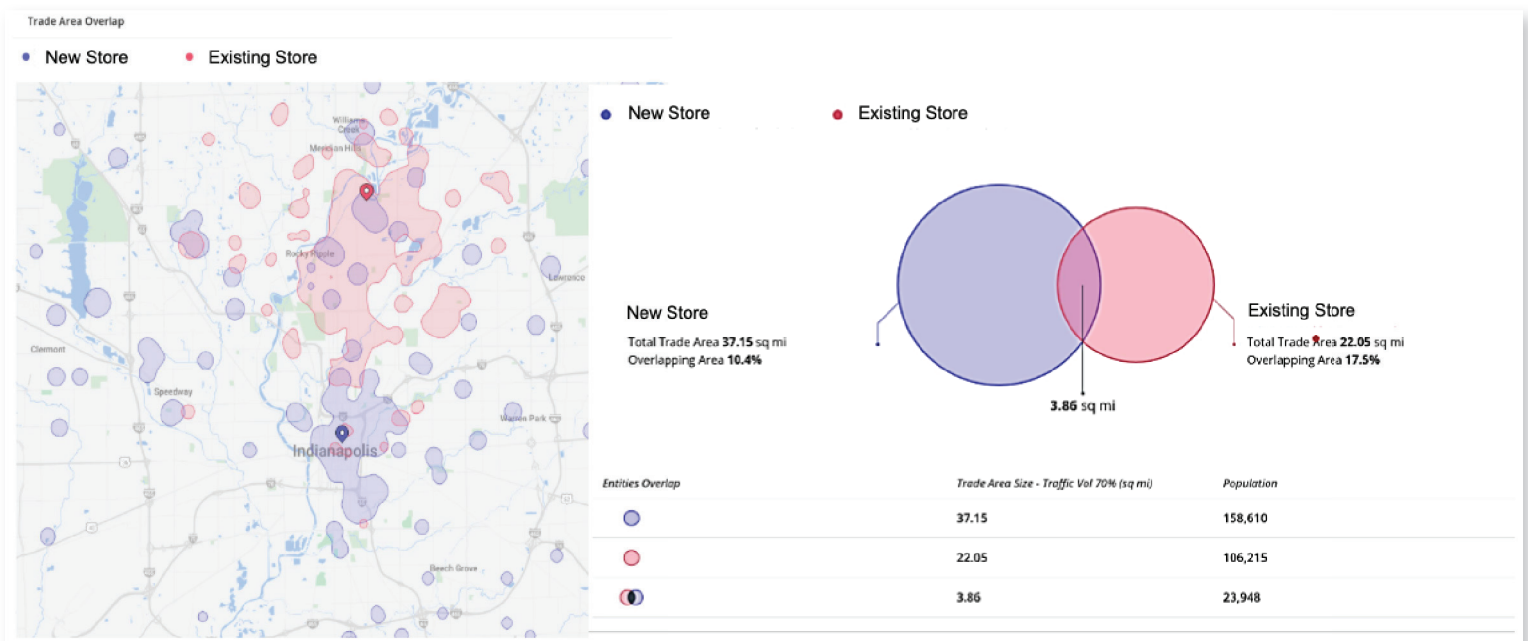 Trade Area Overlap
New Store
Existing Store
Williams
Creek
Meridian Hills
Rocky Ripple
Lawrence
Clermont
Speedway
Warren Park
Indianapolis
Beech Grove
New Store
Existing Store
New Store
Total Trade Area 37.15 sq mi
Overlapping Area 10.4%
Existing Store
Total Trade Area 22.05 sq mi
Overlapping Area 17.5%
3.86 sq mi
Entities Overlap Trade Area Size - Traffic Vol 70% (sq mi) Population
37.15 158,610
22.05 106,215
3.86 23,948